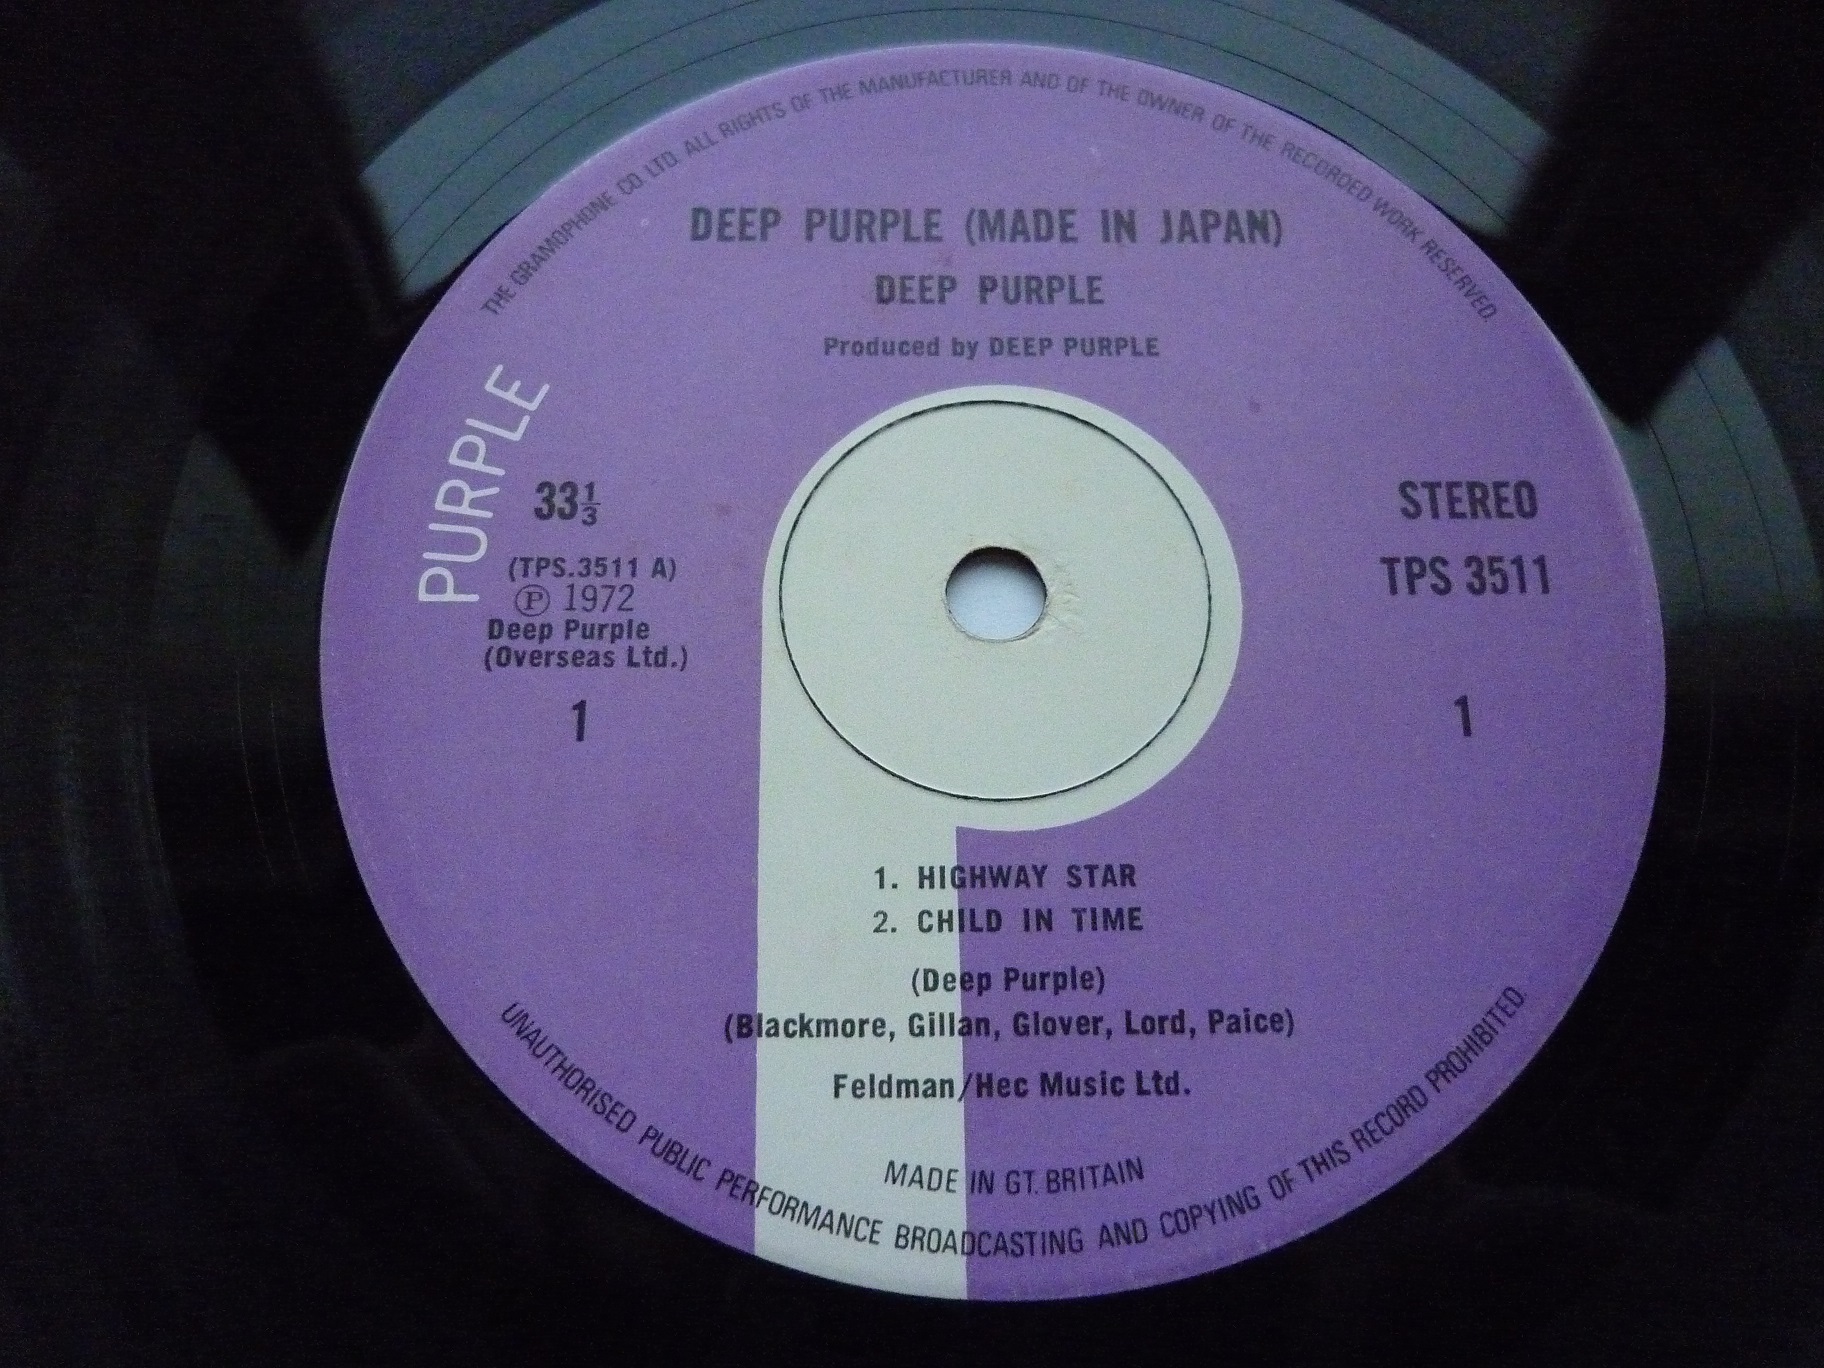 THE GRAMOPHONE CO LTD. ALL RIGHTS OF THE MANUFACTURER AND OF THE OWNER OF THE RECORDED WORK RESERVED.
DEEP PURPLE (MADE IN JAPAN)
DEEP PURPLE
Produced by DEEP PURPLE
PURPLE
33⅓
(TPS.3511 A)
℗ 1972
Deep Purple
(Overseas Ltd.)
1
STEREO
TPS 3511
1
1. HIGHWAY STAR
2. CHILD IN TIME
(Deep Purple)
(Blackmore, Gillan, Glover, Lord, Paice)
Feldman/Hec Music Ltd.
MADE IN GT. BRITAIN
UNAUTHORISED PUBLIC PERFORMANCE BROADCASTING AND COPYING OF THIS RECORD PROHIBITED.